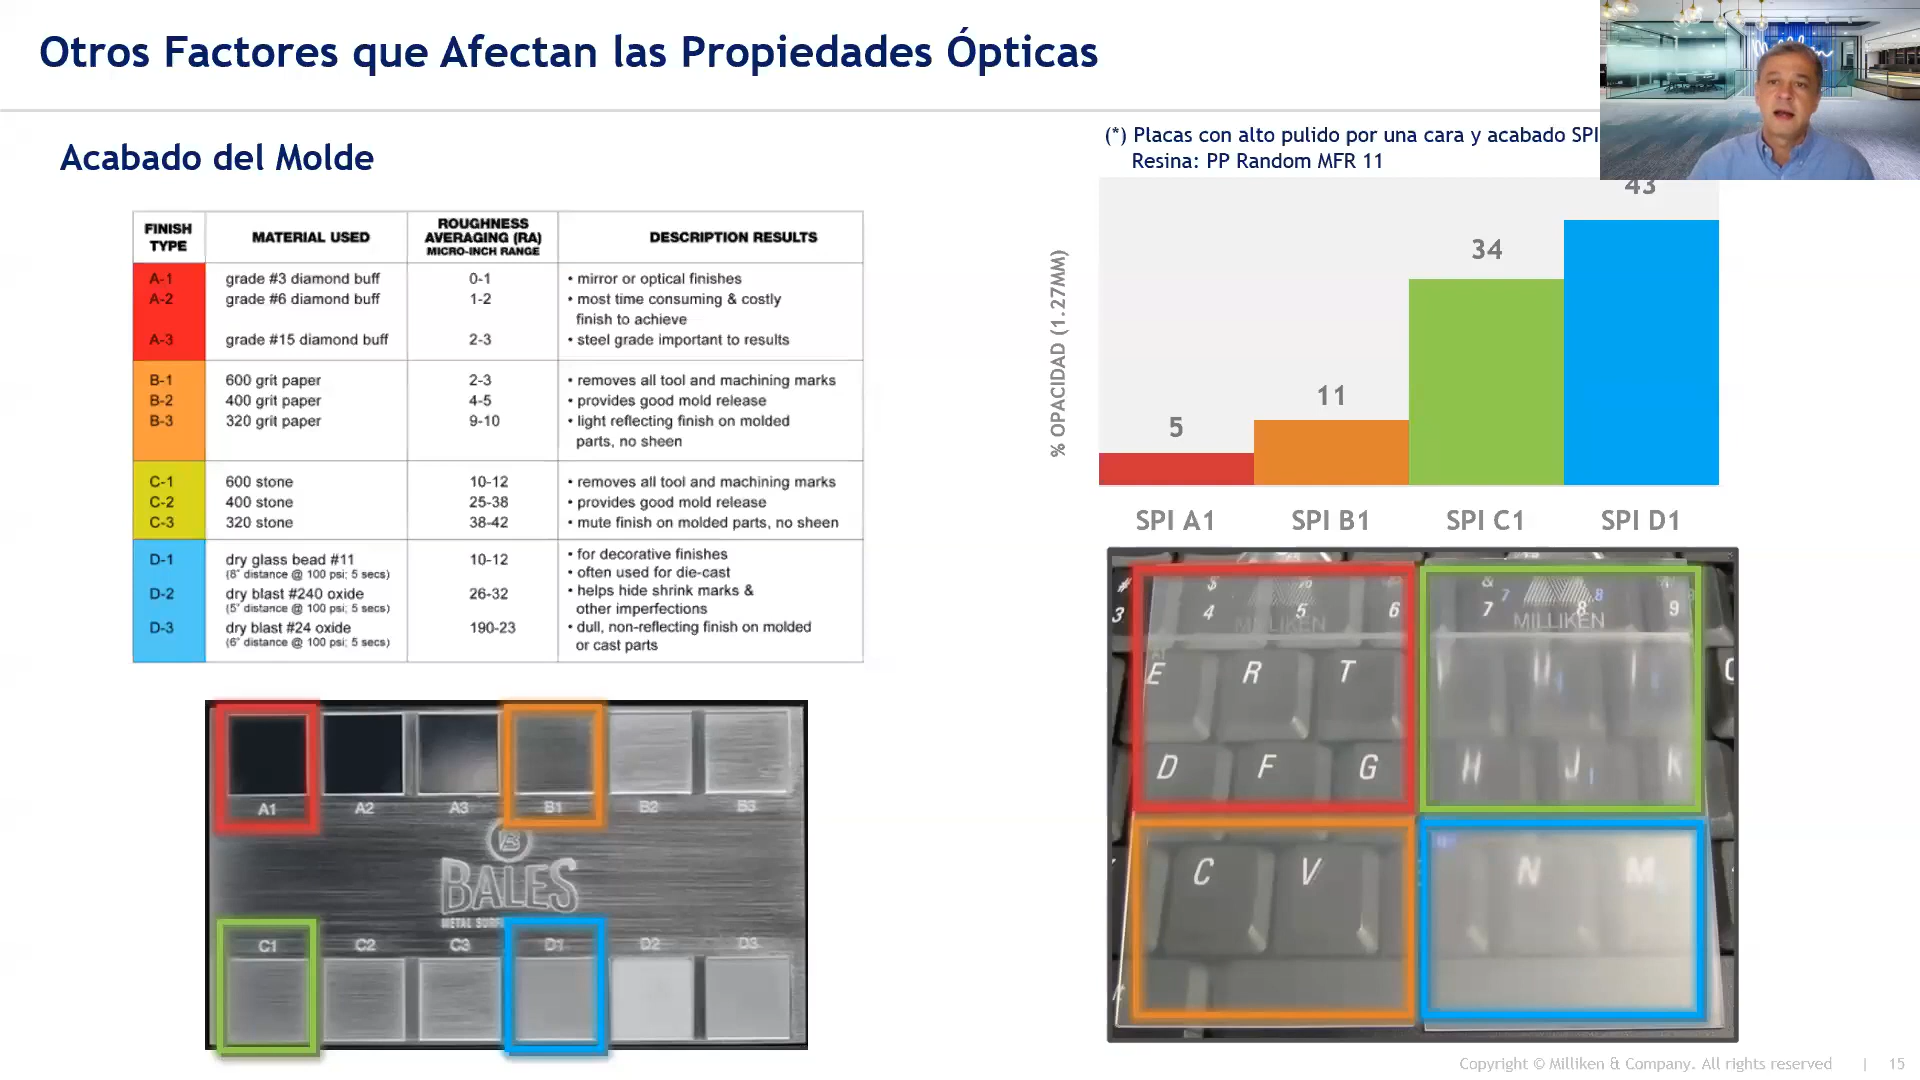 Otros Factores que Afectan las Propiedades Ópticas
Acabado del Molde
(*) Placas con alto pulido por una cara y acabado SPI
Resina: PP Random MFR 11
FINISH TYPE MATERIAL USED ROUGHNESS AVERAGING (RA) MICRO-INCH RANGE DESCRIPTION RESULTS
A-1 grade #3 diamond buff 0-1 • mirror or optical finishes
A-2 grade #6 diamond buff 1-2 • most time consuming & costly
finish to achieve
A-3 grade #15 diamond buff 2-3 • steel grade important to results
B-1 600 grit paper 2-3 • removes all tool and machining marks
B-2 400 grit paper 4-5 • provides good mold release
B-3 320 grit paper 9-10 • light reflecting finish on molded
parts, no sheen
C-1 600 stone 10-12 • removes all tool and machining marks
C-2 400 stone 25-38 • provides good mold release
C-3 320 stone 38-42 • mute finish on molded parts, no sheen
D-1 dry glass bead #11 10-12 • for decorative finishes
(8" distance @ 100 psi; 5 secs) • often used for die-cast
D-2 dry blast #240 oxide 26-32 • helps hide shrink marks &
(5" distance @ 100 psi; 5 secs) other imperfections
D-3 dry blast #24 oxide 190-23 • dull, non-reflecting finish on molded
(6" distance @ 100 psi; 5 secs) or cast parts
% OPACIDAD (1.27MM)
5 11 34 43
SPI A1 SPI B1 SPI C1 SPI D1
A1 A2 A3 B1 B2 B3
BALES
C1 C2 C3 D1 D2 D3
# $ % &
3 4 5 6 7 7 8 8 9
MILLIKEN MILLIKEN
E R T
D F G H J K
C V N M
Copyright © Milliken & Company. All rights reserved | 15